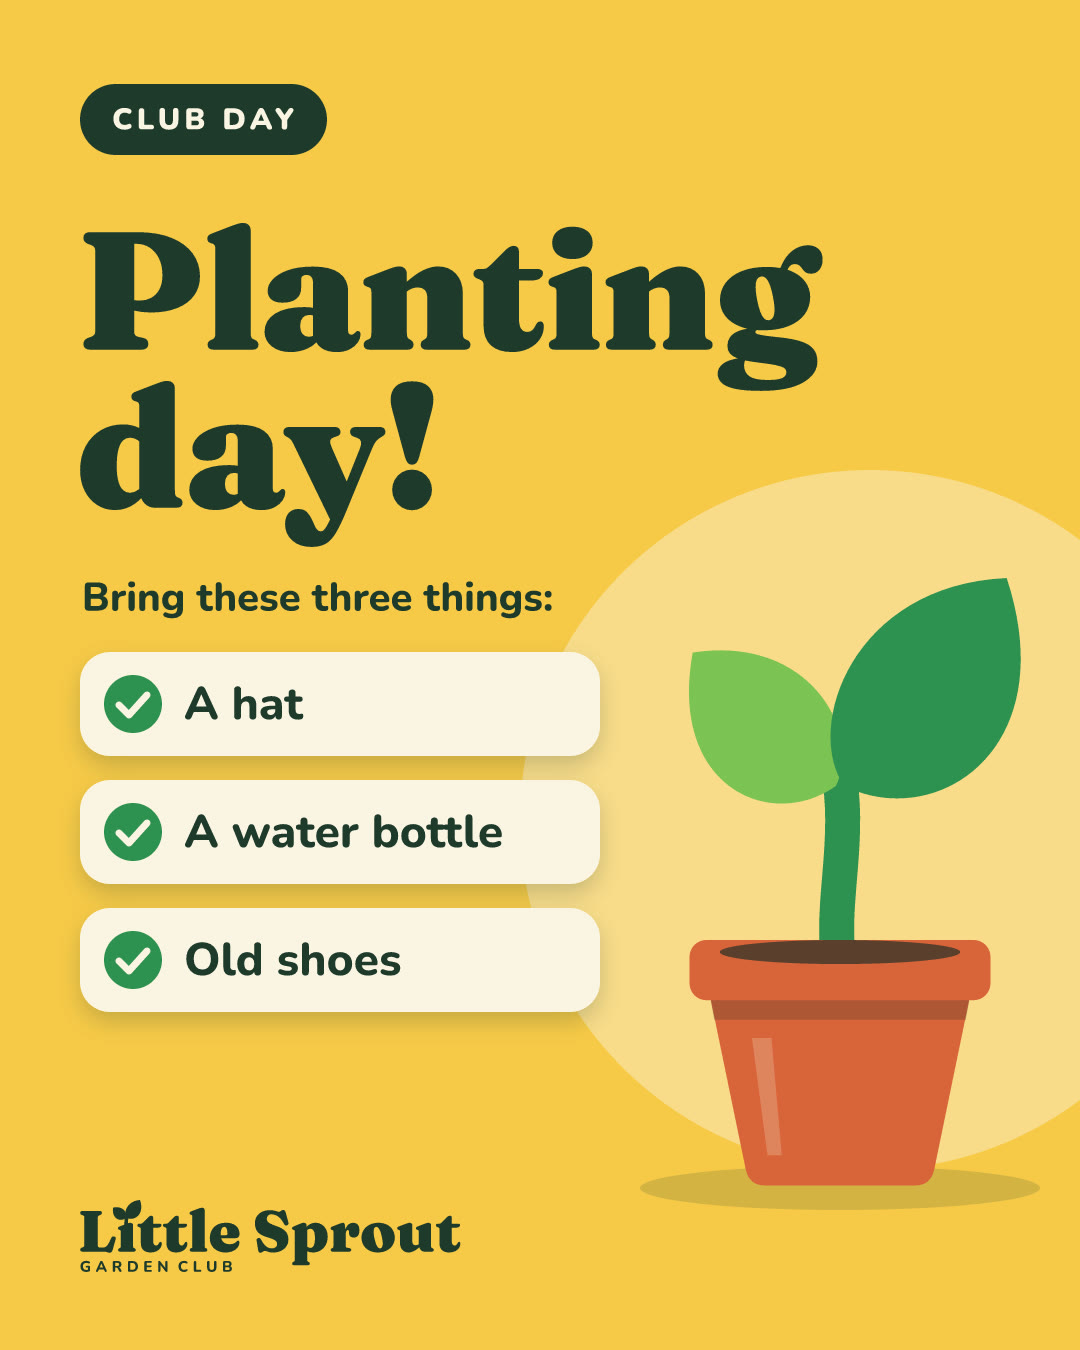 CLUB DAY
Planting
day!
Bring these three things:
A hat
A water bottle
Old shoes
Little Sprout
GARDEN CLUB